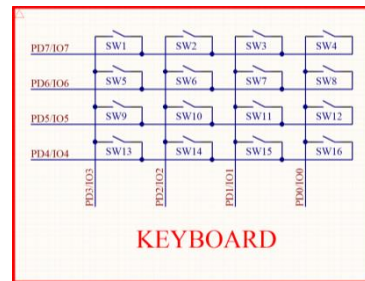 PD7/IO7 SW1 SW2 SW3 SW4
PD6/IO6 SW5 SW6 SW7 SW8
PD5/IO5 SW9 SW10 SW11 SW12
PD4/IO4 SW13 SW14 SW15 SW16
PD3/IO3 PD2/IO2 PD1/IO1 PD0/IO0
KEYBOARD